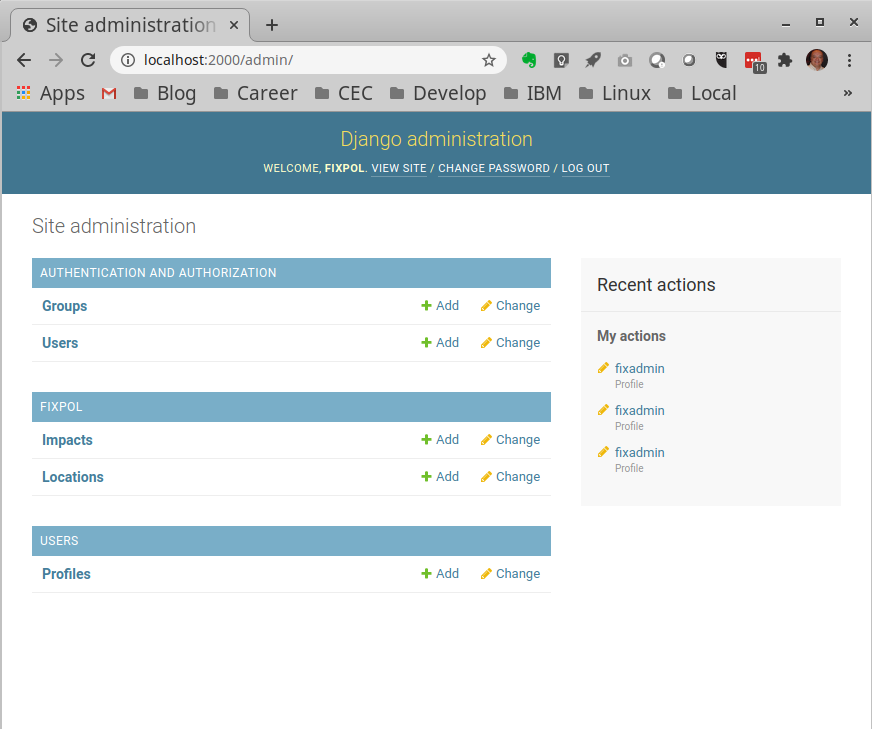 Site administration
localhost:2000/admin/
10
Apps Blog Career CEC Develop IBM Linux Local »
Django administration
WELCOME, FIXPOL. VIEW SITE / CHANGE PASSWORD / LOG OUT
Site administration
AUTHENTICATION AND AUTHORIZATION
Groups Add Change
Users Add Change
FIXPOL
Impacts Add Change
Locations Add Change
USERS
Profiles Add Change
Recent actions
My actions
fixadmin
Profile
fixadmin
Profile
fixadmin
Profile